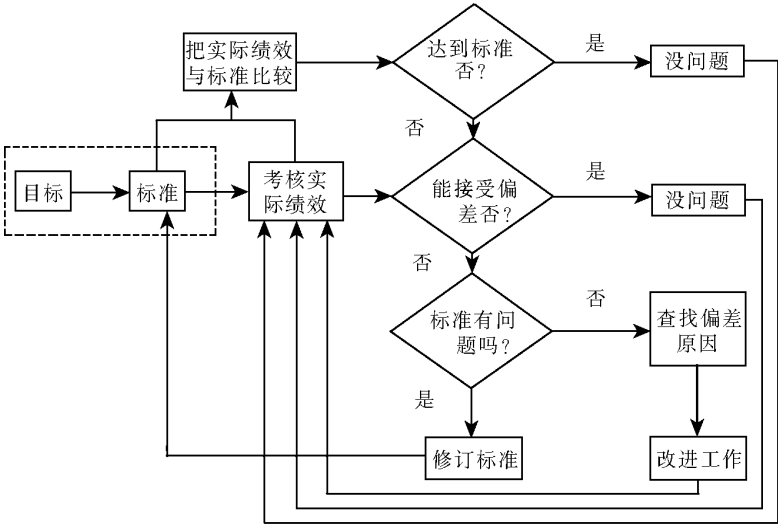 把实际绩效
与标准比较
达到标准
否?
是
没问题
否
目标
标准
考核实
际绩效
能接受偏
差否?
是
没问题
否
标准有问
题吗?
否
查找偏差
原因
是
修订标准
改进工作